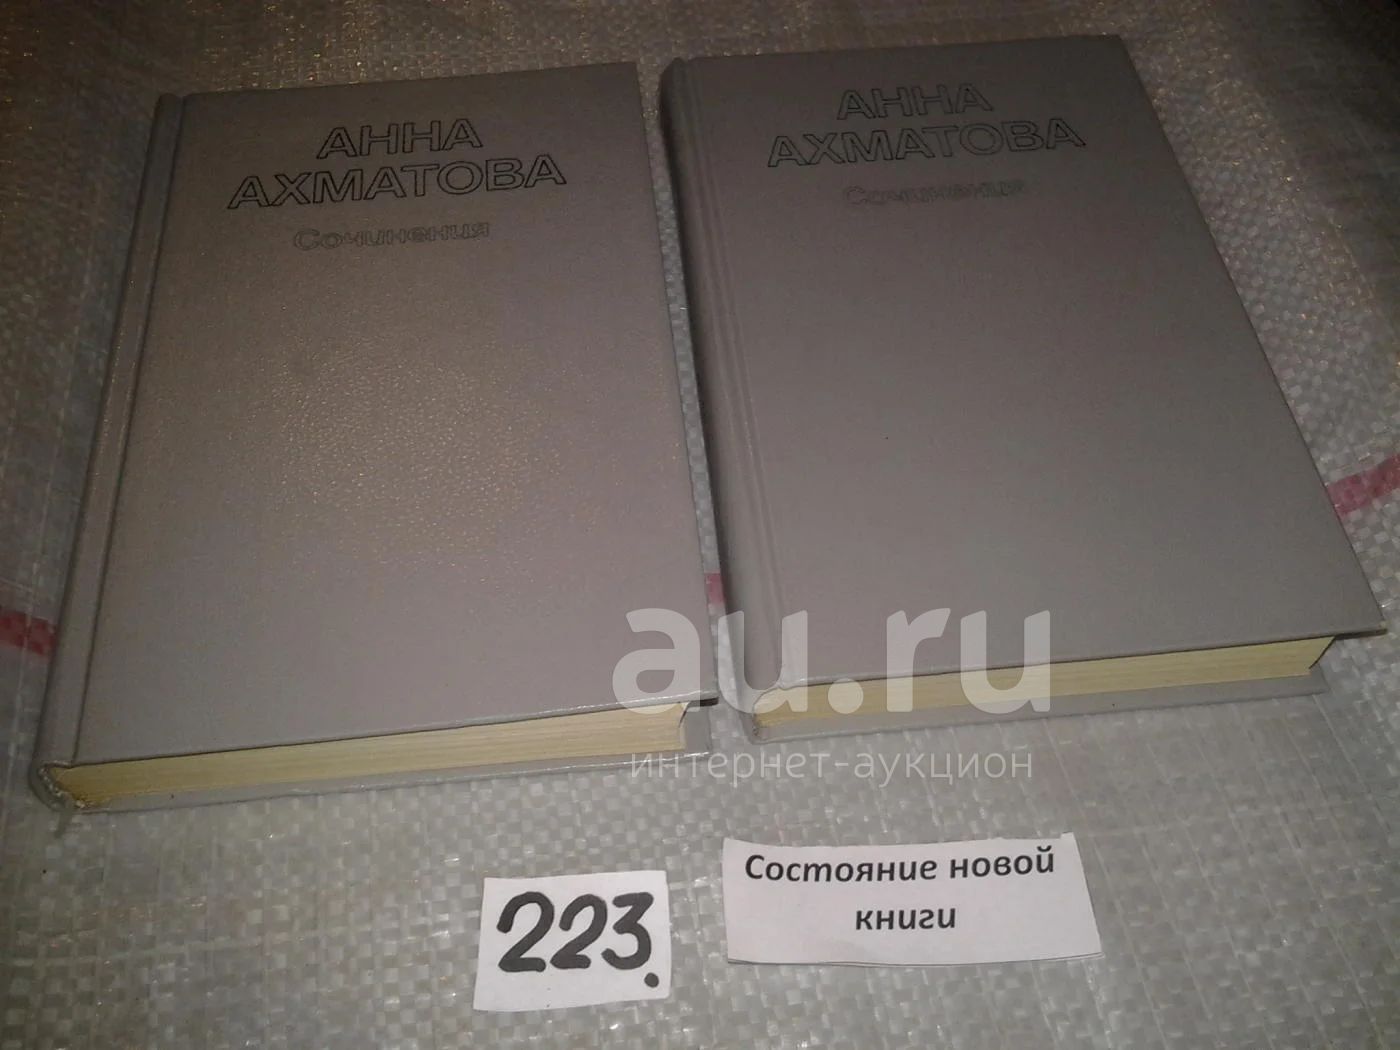 АННА
АХМАТОВА
Сочинения
АННА
АХМАТОВА
Сочинения
au.ru
интернет-аукцион
223.
Состояние новой
книги